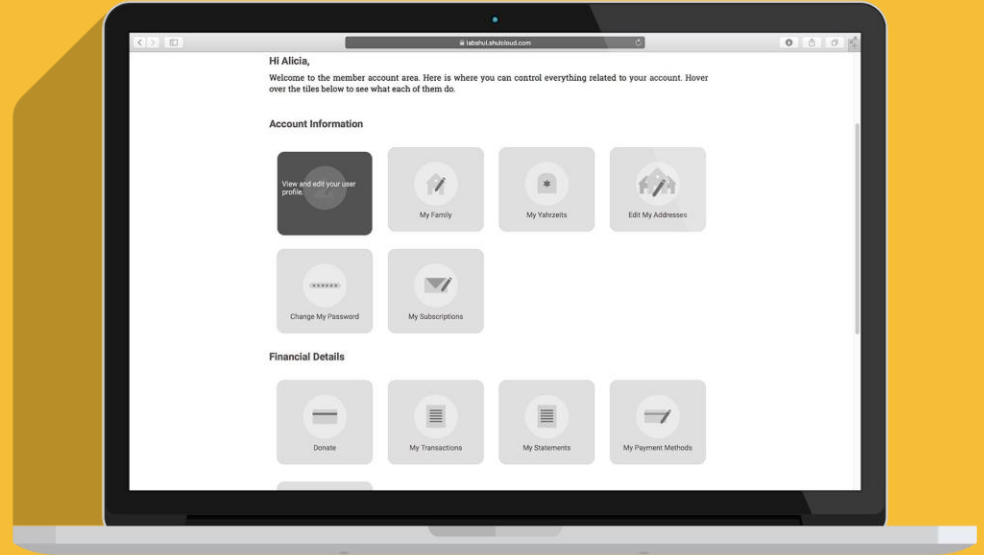 labshul.shulcloud.com
Hi Alicia,
Welcome to the member account area. Here is where you can control everything related to your account. Hover
over the tiles below to see what each of them do.
Account Information
View and edit your user
profile.
My Family
My Yahrzeits
Edit My Addresses
Change My Password
My Subscriptions
Financial Details
Donate
My Transactions
My Statements
My Payment Methods